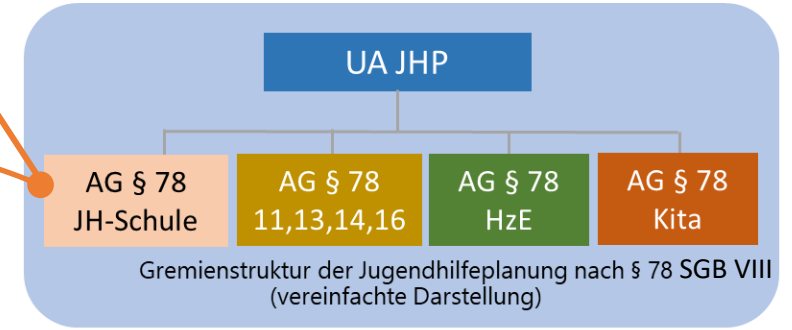 UA JHP
AG § 78
JH-Schule
AG § 78
11,13,14,16
AG § 78
HzE
AG § 78
Kita
Gremienstruktur der Jugendhilfeplanung nach § 78 SGB VIII
(vereinfachte Darstellung)